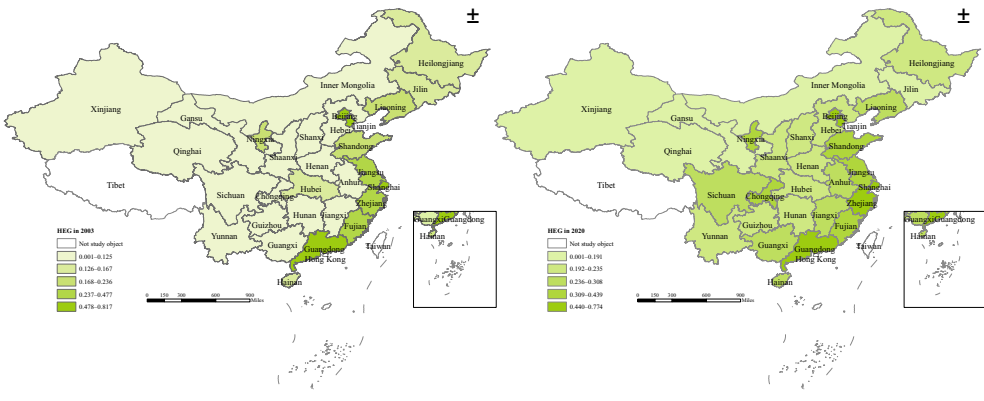 ±
Heilongjiang
Jilin
Inner Mongolia
Liaoning
Xinjiang
Gansu
Beijing
Tianjin
Hebei
Shanxi
Ningxia
Shandong
Qinghai
Shaanxi
Henan
Jiangsu
Anhui
Shanghai
Tibet
Sichuan
Chongqing
Hubei
Zhejiang
Hunan
Jiangxi
Guizhou
Fujian
Yunnan
Guangxi
Guangdong
Hong Kong
Taiwan
Hainan
Guangxi
Guangdong
Hainan
HEG in 2003
Not study object
0.001–0.125
0.126–0.167
0.168–0.236
0.237–0.477
0.478–0.817
0 150 300 600 900
Miles
±
Heilongjiang
Jilin
Inner Mongolia
Liaoning
Xinjiang
Gansu
Beijing
Tianjin
Hebei
Shanxi
Ningxia
Shandong
Qinghai
Shaanxi
Henan
Jiangsu
Anhui
Shanghai
Tibet
Sichuan
Chongqing
Hubei
Zhejiang
Hunan
Jiangxi
Guizhou
Fujian
Yunnan
Guangxi
Guangdong
Hong Kong
Taiwan
Hainan
Guangxi
Guangdong
Hainan
HEG in 2020
Not study object
0.001–0.191
0.192–0.235
0.236–0.308
0.309–0.439
0.440–0.774
0 150 300 600 900
Miles